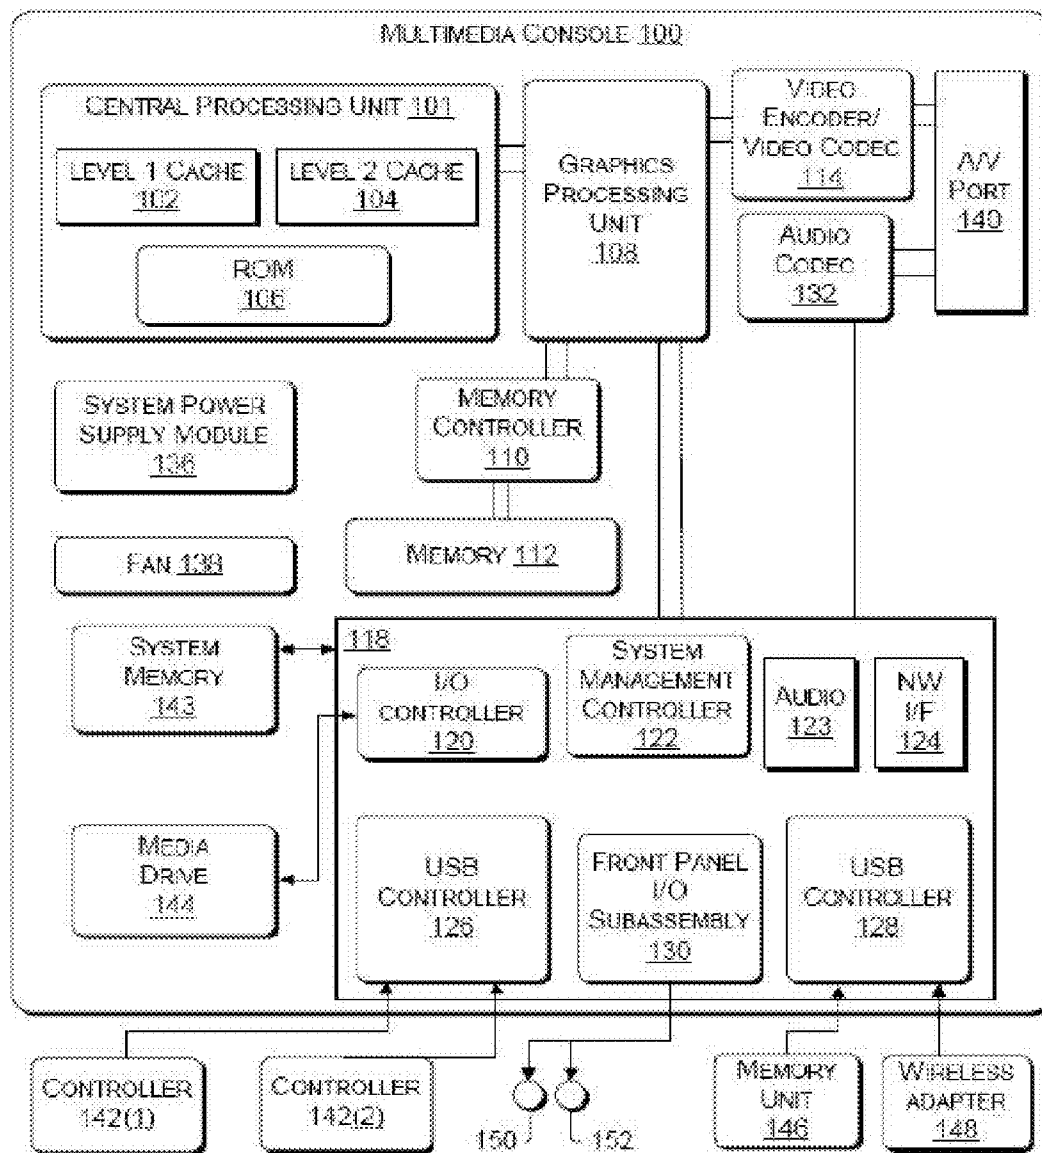 MULTIMEDIA CONSOLE 100
CENTRAL PROCESSING UNIT 101
LEVEL 1 CACHE
102
LEVEL 2 CACHE
104
ROM
106
GRAPHICS
PROCESSING
UNIT
108
VIDEO
ENCODER/
VIDEO CODEC
114
A/V
PORT
140
AUDIO
CODEC
132
SYSTEM POWER
SUPPLY MODULE
136
MEMORY
CONTROLLER
110
FAN 138
MEMORY 112
SYSTEM
MEMORY
143
118
I/O
CONTROLLER
120
SYSTEM
MANAGEMENT
CONTROLLER
122
AUDIO
123
NW
I/F
124
MEDIA
DRIVE
144
USB
CONTROLLER
126
FRONT PANEL
I/O
SUBASSEMBLY
130
USB
CONTROLLER
128
CONTROLLER
142(1)
CONTROLLER
142(2)
150
152
MEMORY
UNIT
146
WIRELESS
ADAPTER
148